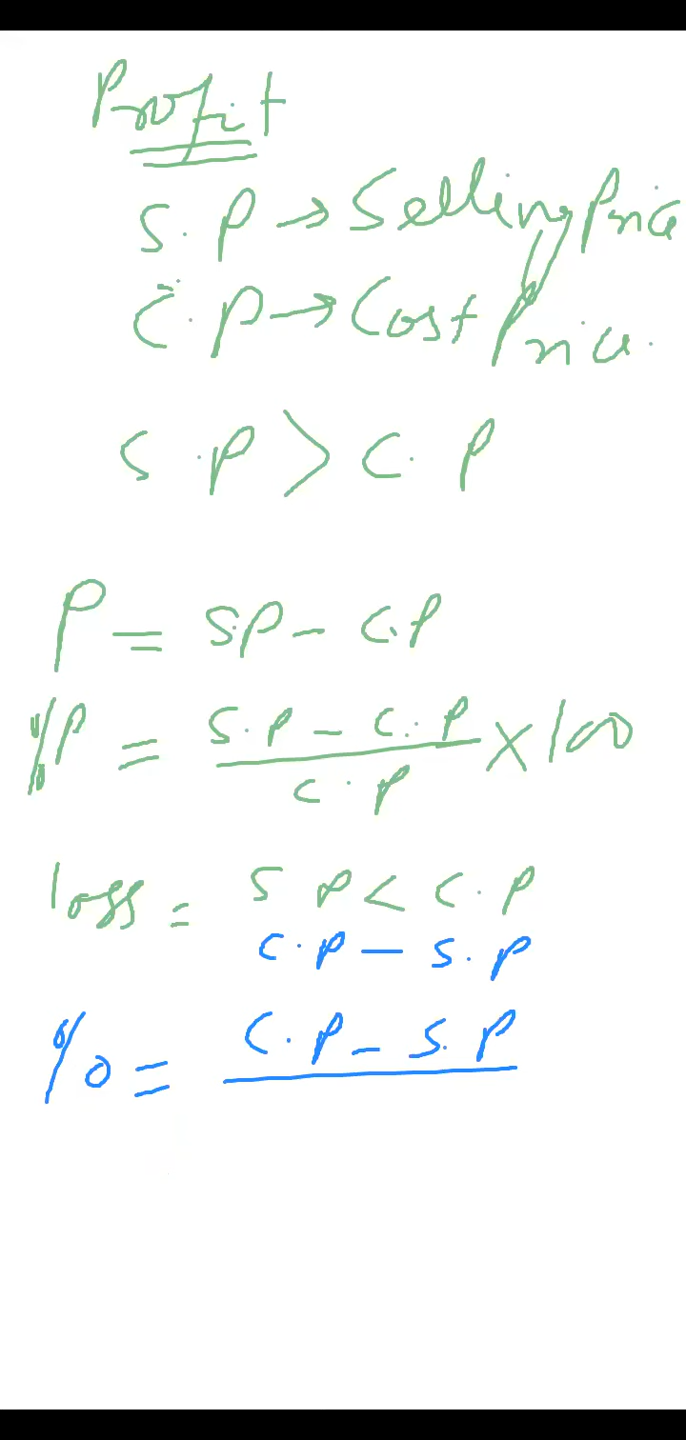 Profit
S.P → Selling Price
C.P → Cost Price.
S.P > C.P
P = S.P - C.P
%P = S.P - C.P / C.P × 100
loss = S P < C.P
C.P - S.P
% = C.P - S.P